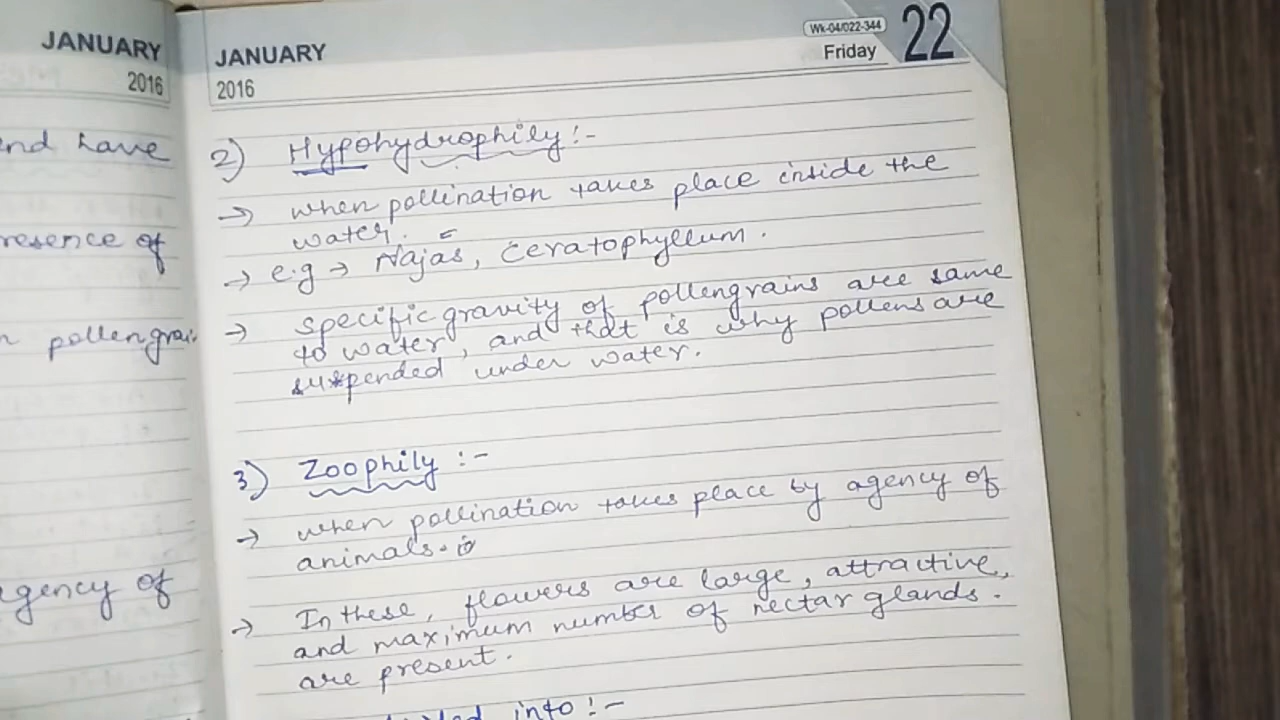 JANUARY
2016
end have
resence of
pollengrai
gency of
JANUARY
2016
Wk-04/022-344
Friday
22
2) Hypohydrophily :-
→ when pollination takes place inside the
water.
→ e.g → Najas, Ceratophyllum.
→ specific gravity of pollengrains are same
to water, and that is why pollens are
suspended under water.
3) Zoophily :-
→ when pollination takes place by agency of
animals.
→ In these, flowers are large, attractive,
and maximum number of nectar glands.
are present.
into :-